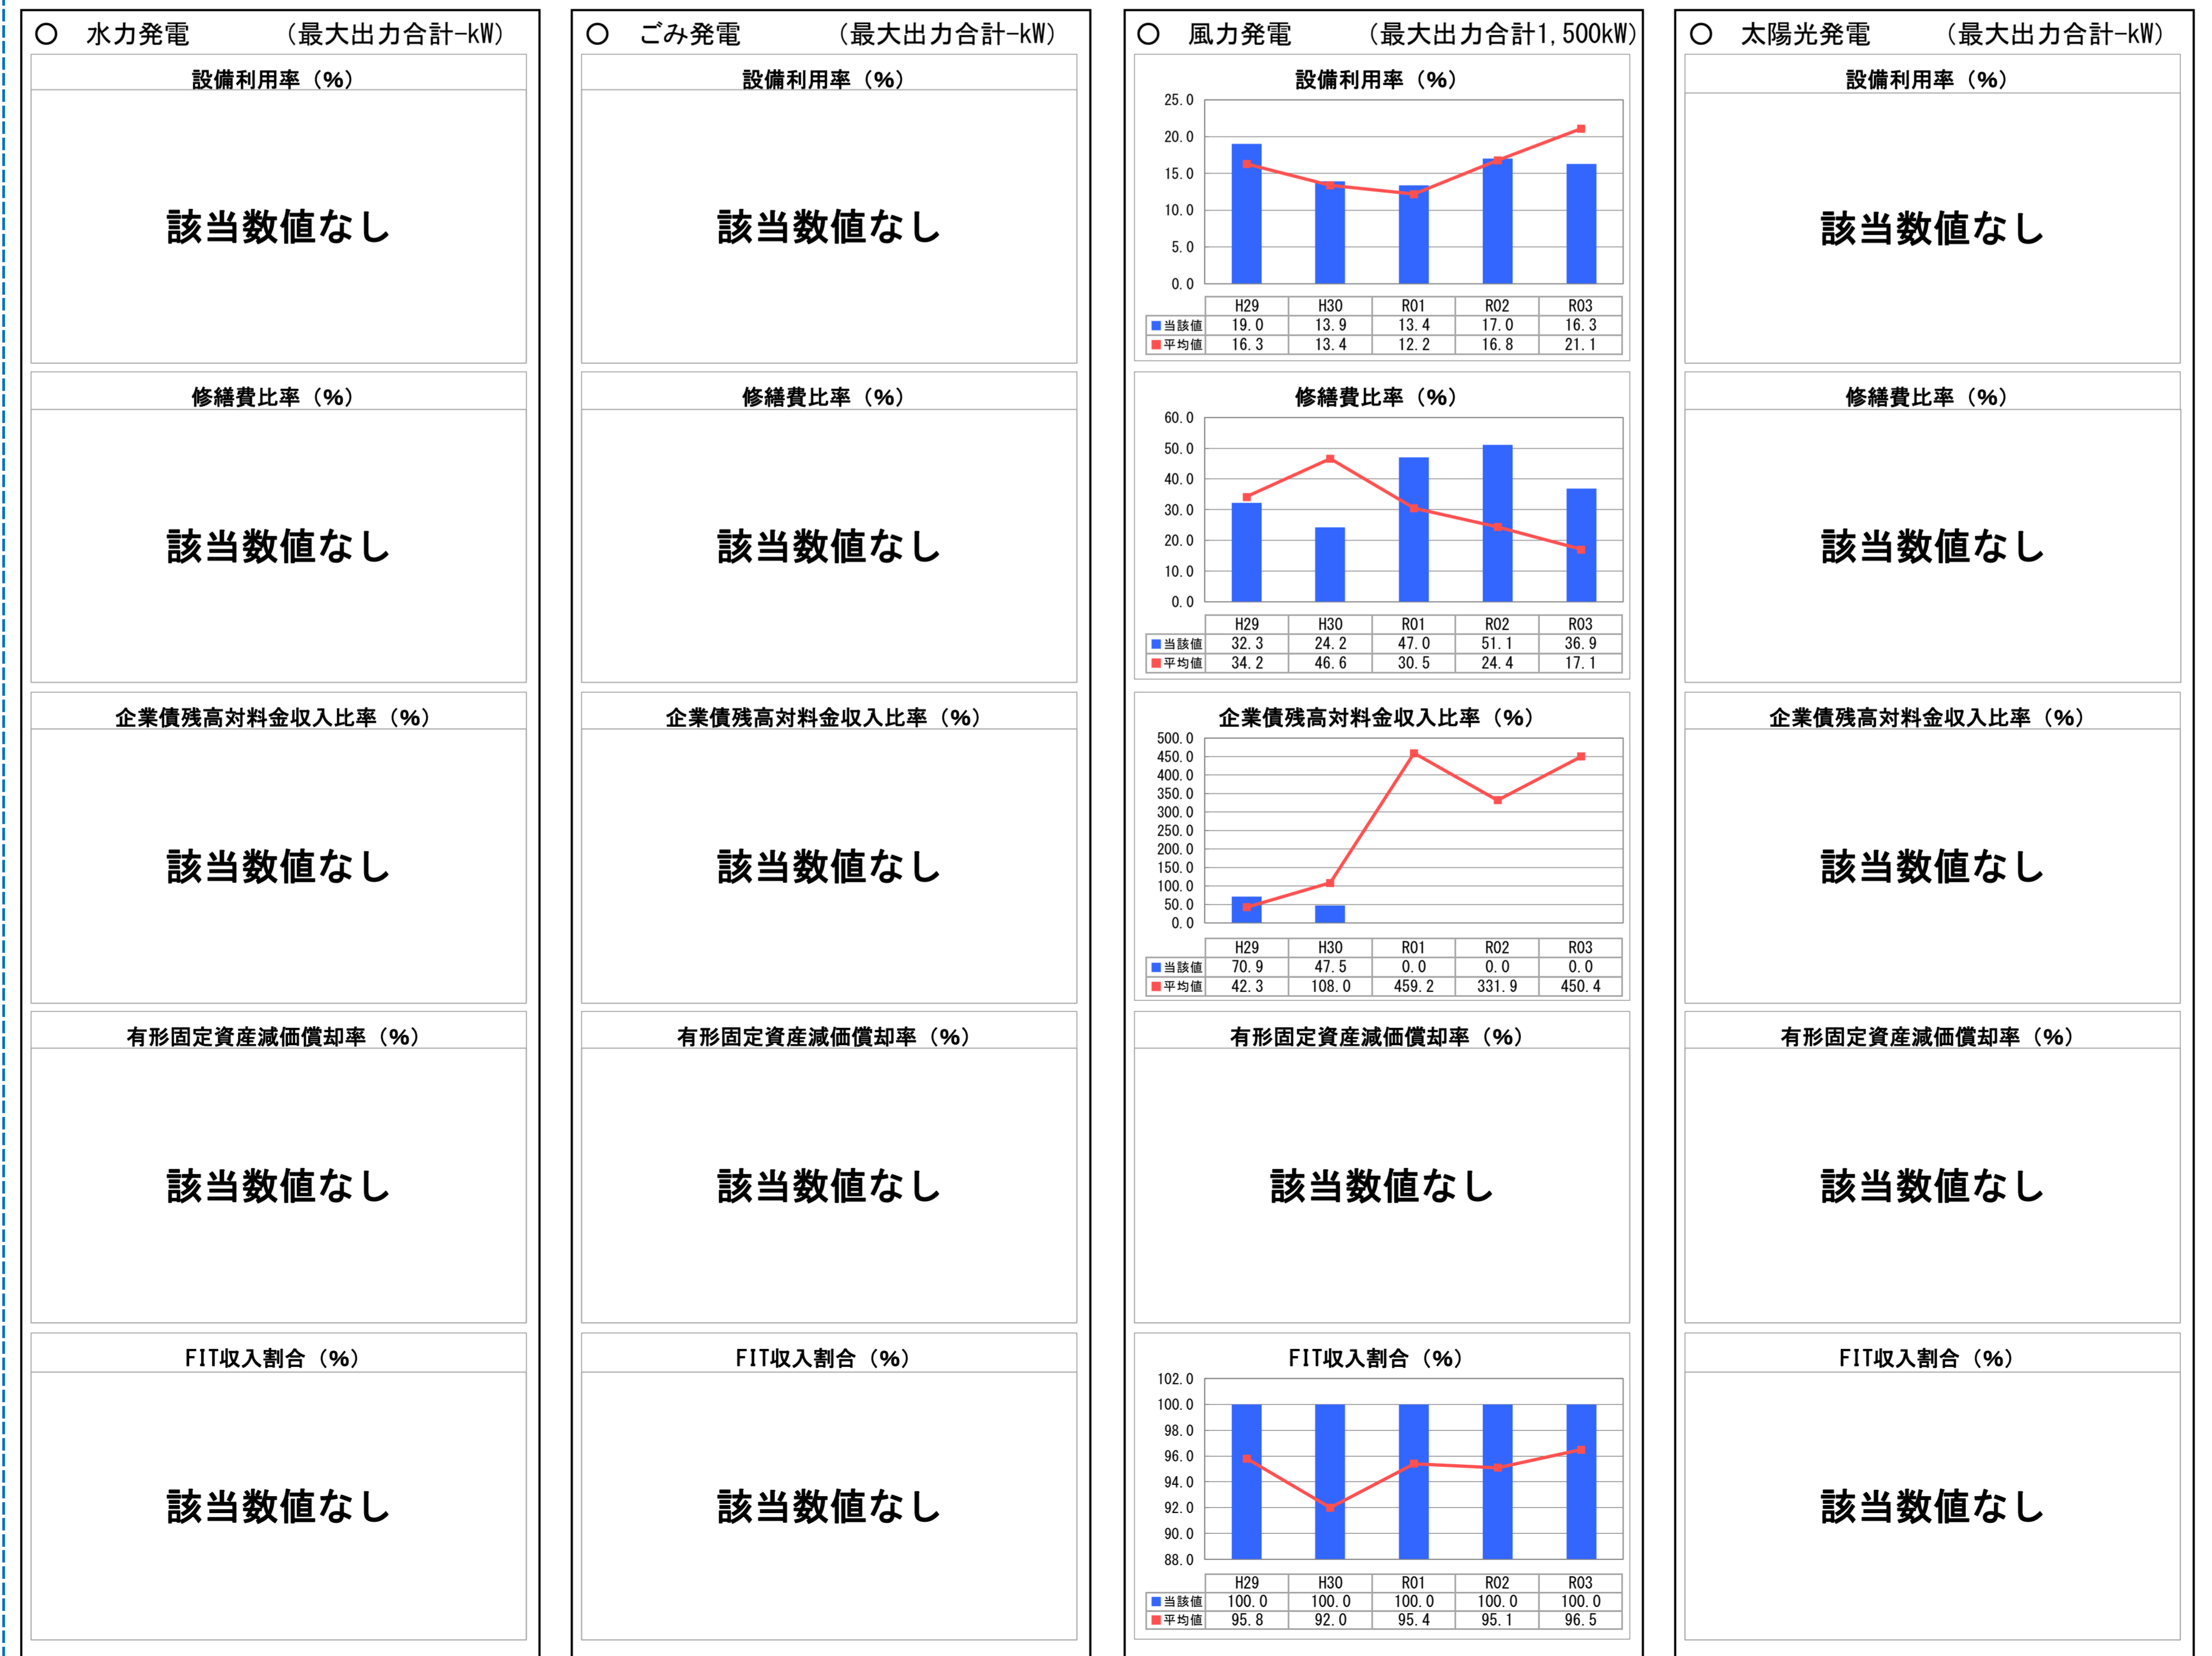 ○ 水力発電 （最大出力合計-kW）
設備利用率（%）
該当数値なし
修繕費比率（%）
該当数値なし
企業債残高対料金収入比率（%）
該当数値なし
有形固定資産減価償却率（%）
該当数値なし
FIT収入割合（%）
該当数値なし
○ ごみ発電 （最大出力合計-kW）
設備利用率（%）
該当数値なし
修繕費比率（%）
該当数値なし
企業債残高対料金収入比率（%）
該当数値なし
有形固定資産減価償却率（%）
該当数値なし
FIT収入割合（%）
該当数値なし
○ 風力発電 （最大出力合計1,500kW）
設備利用率（%）
25.0
20.0
15.0
10.0
5.0
0.0
H29 H30 R01 R02 R03
当該値 19.0 13.9 13.4 17.0 16.3
平均値 16.3 13.4 12.2 16.8 21.1
修繕費比率（%）
60.0
50.0
40.0
30.0
20.0
10.0
0.0
H29 H30 R01 R02 R03
当該値 32.3 24.2 47.0 51.1 36.9
平均値 34.2 46.6 30.5 24.4 17.1
企業債残高対料金収入比率（%）
500.0
450.0
400.0
350.0
300.0
250.0
200.0
150.0
100.0
50.0
0.0
H29 H30 R01 R02 R03
当該値 70.9 47.5 0.0 0.0 0.0
平均値 42.3 108.0 459.2 331.9 450.4
有形固定資産減価償却率（%）
該当数値なし
FIT収入割合（%）
102.0
100.0
98.0
96.0
94.0
92.0
90.0
88.0
H29 H30 R01 R02 R03
当該値 100.0 100.0 100.0 100.0 100.0
平均値 95.8 92.0 95.4 95.1 96.5
○ 太陽光発電 （最大出力合計-kW）
設備利用率（%）
該当数値なし
修繕費比率（%）
該当数値なし
企業債残高対料金収入比率（%）
該当数値なし
有形固定資産減価償却率（%）
該当数値なし
FIT収入割合（%）
該当数値なし